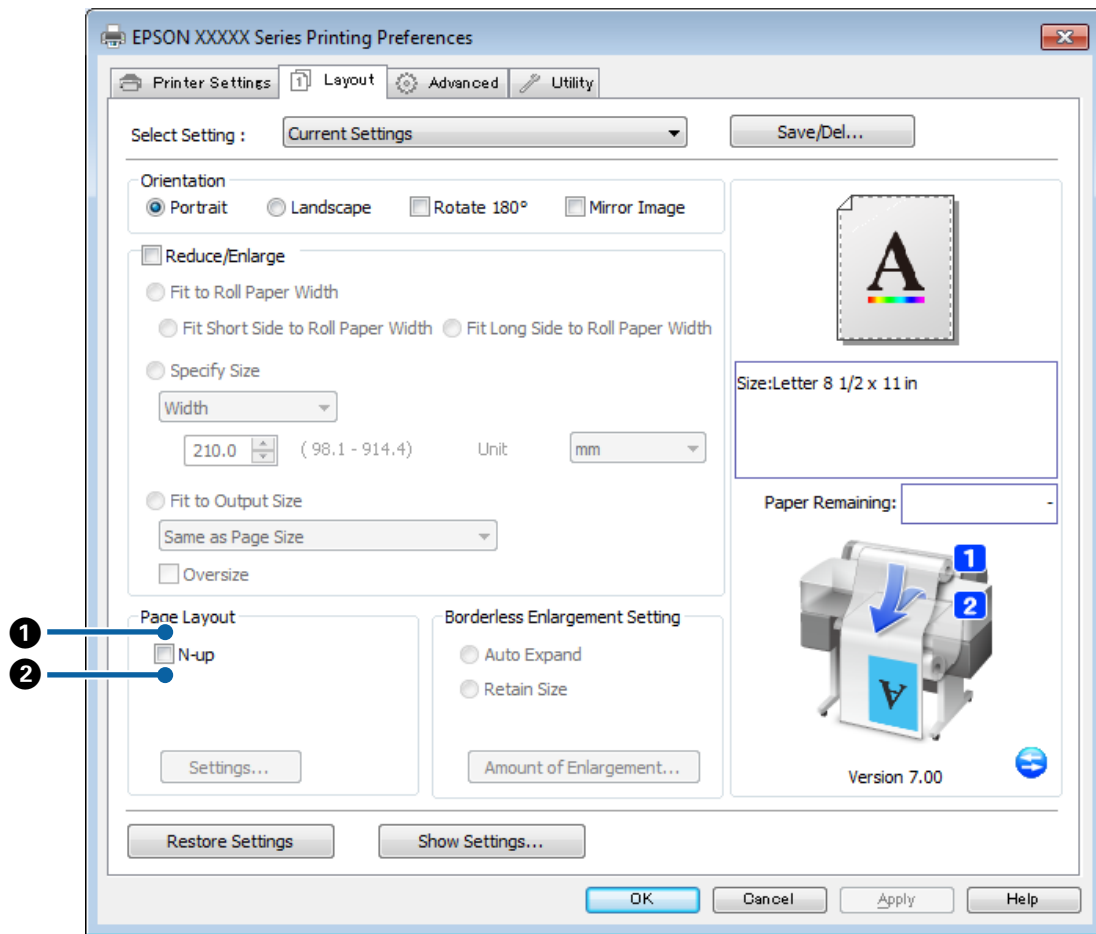 EPSON XXXXX Series Printing Preferences
Printer Settings 1 Layout Advanced Utility
Select Setting : Current Settings Save/Del...
Orientation
Portrait Landscape Rotate 180° Mirror Image
A
Reduce/Enlarge
Fit to Roll Paper Width
Fit Short Side to Roll Paper Width Fit Long Side to Roll Paper Width
Specify Size
Size:Letter 8 1/2 x 11 in
Width
210.0 ( 98.1 - 914.4) Unit mm
Fit to Output Size
Paper Remaining: -
Same as Page Size
Oversize
1
2
A
1
Page Layout
N-up
2
Settings...
Borderless Enlargement Setting
Auto Expand
Retain Size
Amount of Enlargement...
Version 7.00
Restore Settings Show Settings...
OK Cancel Apply Help